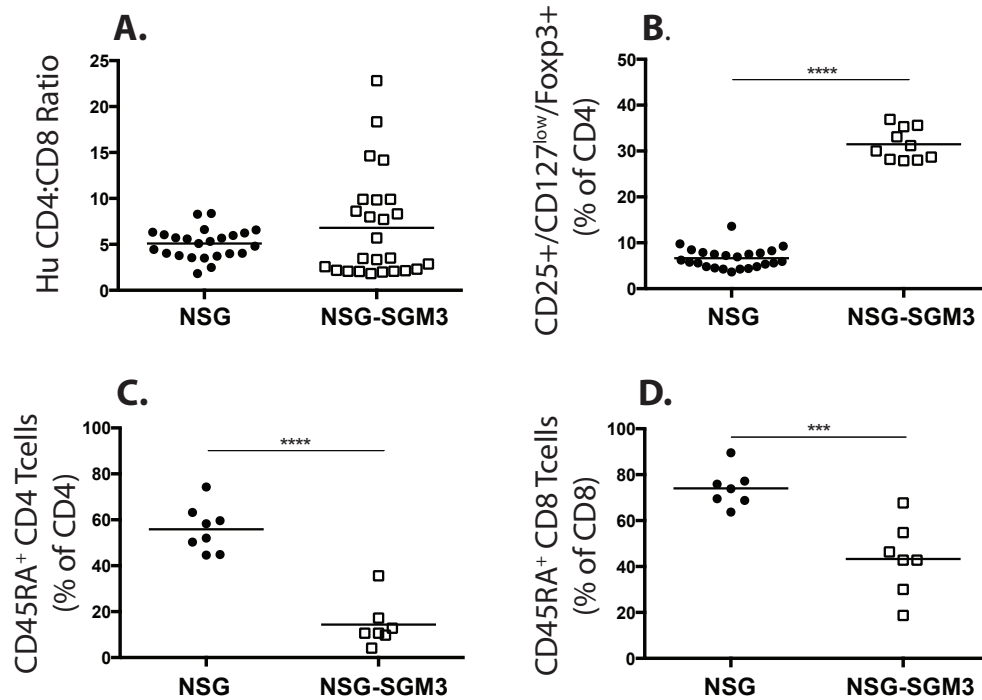 A.
Hu CD4:CD8 Ratio
25
20
15
10
5
0
NSG
NSG-SGM3
B.
CD25+/CD127low/Foxp3+
(% of CD4)
50
40
30
20
10
0
****
NSG
NSG-SGM3
C.
CD45RA+ CD4 Tcells
(% of CD4)
100
80
60
40
20
0
****
NSG
NSG-SGM3
D.
CD45RA+ CD8 Tcells
(% of CD8)
100
80
60
40
20
0
***
NSG
NSG-SGM3